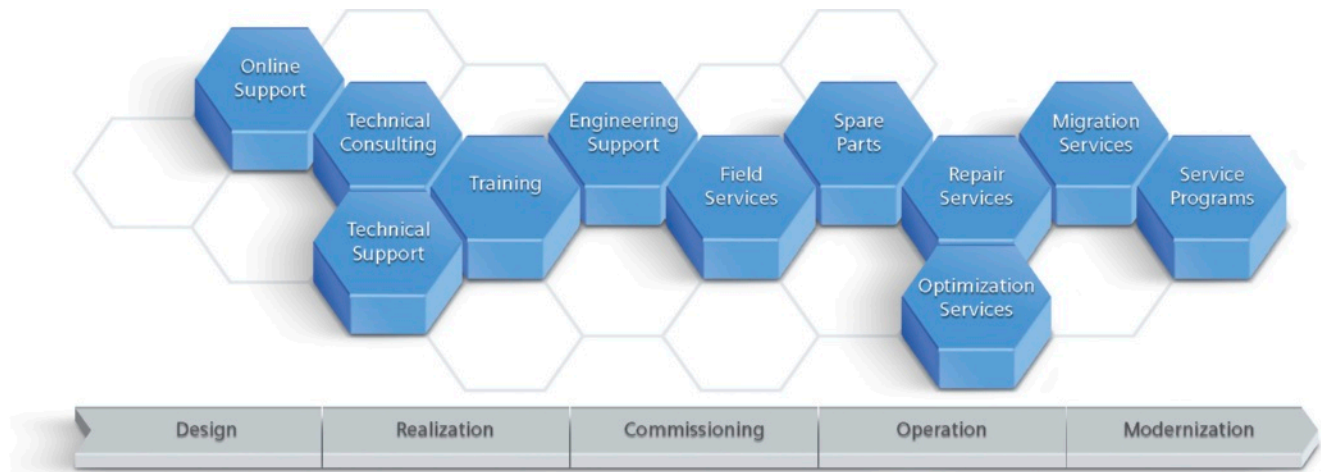 Online
Support
Technical
Consulting
Technical
Support
Training
Engineering
Support
Field
Services
Spare
Parts
Repair
Services
Optimization
Services
Migration
Services
Service
Programs
Design
Realization
Commissioning
Operation
Modernization